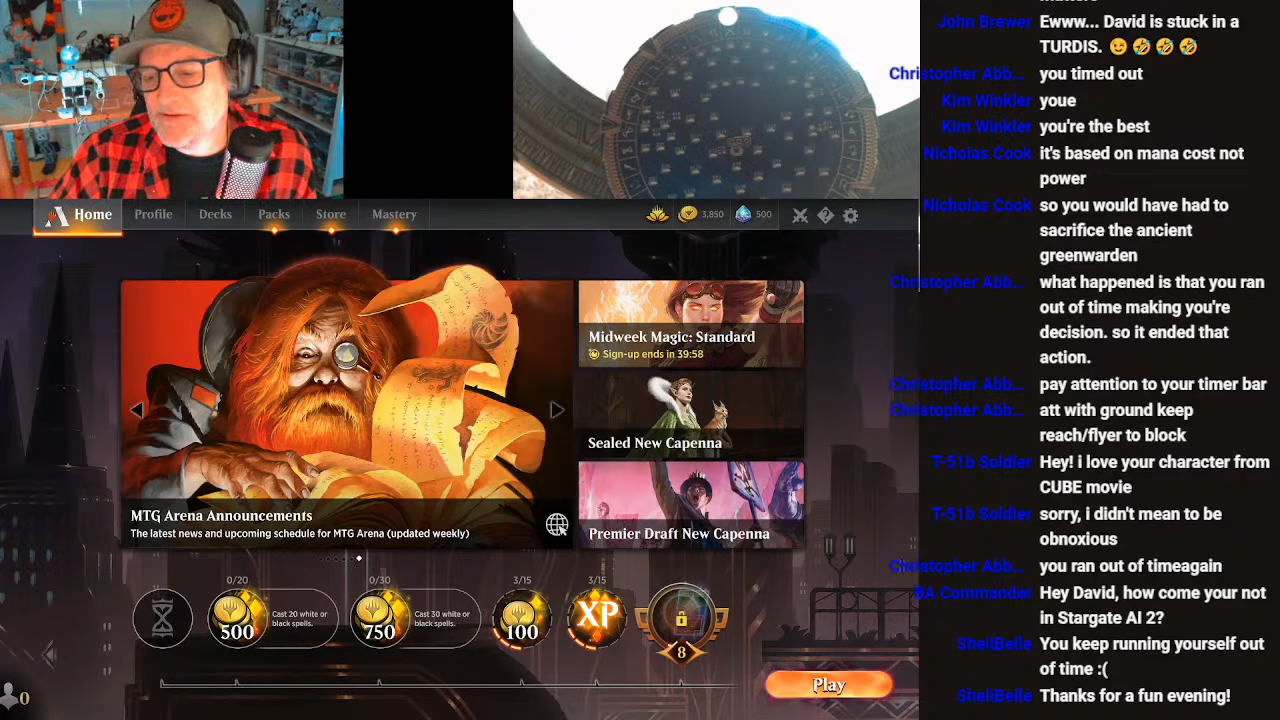 Home Profile Decks Packs Store Mastery
3,850 500
Midweek Magic: Standard
Sign-up ends in 39:58
Sealed New Capenna
MTG Arena Announcements
The latest news and upcoming schedule for MTG Arena (updated weekly)
Premier Draft New Capenna
0/20
0/30
3/15
3/15
500
Cast 20 white or
black spells.
750
Cast 30 white or
black spells.
100
XP
8
Play
0
John Brewer Ewww... David is stuck in a
TURDIS. 😉 🤣 🤣 🤣
Christopher Abb... you timed out
Kim Winkler youe
Kim Winkler you're the best
Nicholas Cook it's based on mana cost not
power
Nicholas Cook so you would have had to
sacrifice the ancient
greenwarden
Christopher Abb... what happened is that you ran
out of time making you're
decision. so it ended that
action.
Christopher Abb... pay attention to your timer bar
Christopher Abb... att with ground keep
reach/flyer to block
T-51b Soldier Hey! i love your character from
CUBE movie
T-51b Soldier sorry, i didn't mean to be
obnoxious
Christopher Abb... you ran out of timeagain
BA Commander Hey David, how come your not
in Stargate AI 2?
SheliBelle You keep running yourself out
of time :(
SheliBelle Thanks for a fun evening!